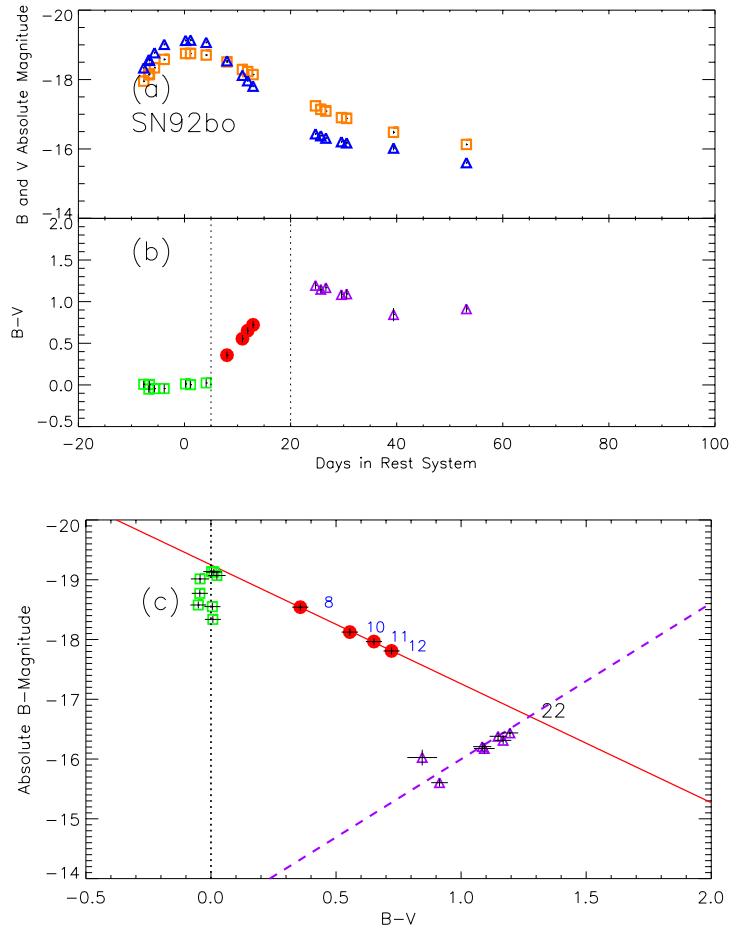 -20
-18
-16
-14
B and V Absolute Magnitude
(a)
SN92bo
2.0
1.5
1.0
0.5
0.0
-0.5
B-V
(b)
-20 0 20 40 60 80 100
Days in Rest System
-20
-19
-18
-17
-16
-15
-14
Absolute B-Magnitude
(c)
8
10
11
12
22
-0.5 0.0 0.5 1.0 1.5 2.0
B-V